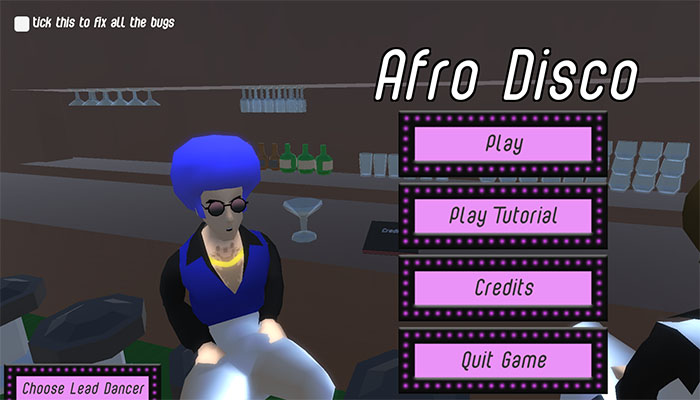 tick this to fix all the bugs
Afro Disco
Play
Play Tutorial
Credits
Quit Game
Choose Lead Dancer